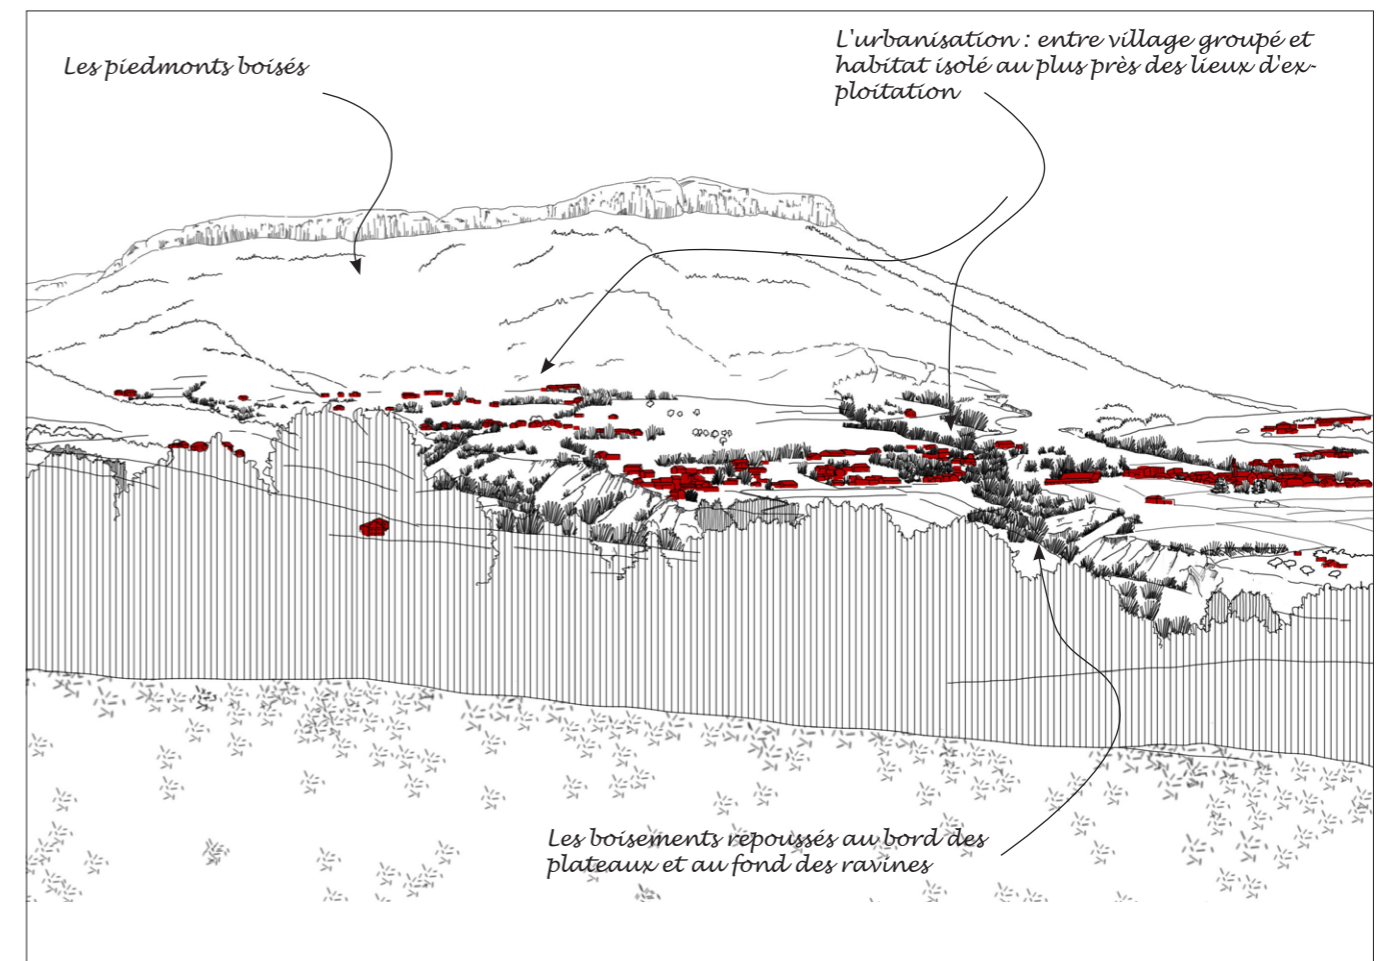 Les piedmonts boisés
L'urbanisation : entre village groupé et
habitat isolé au plus près des lieux d'ex-
ploitation
Les boisements repoussés au bord des
plateaux et au fond des ravines